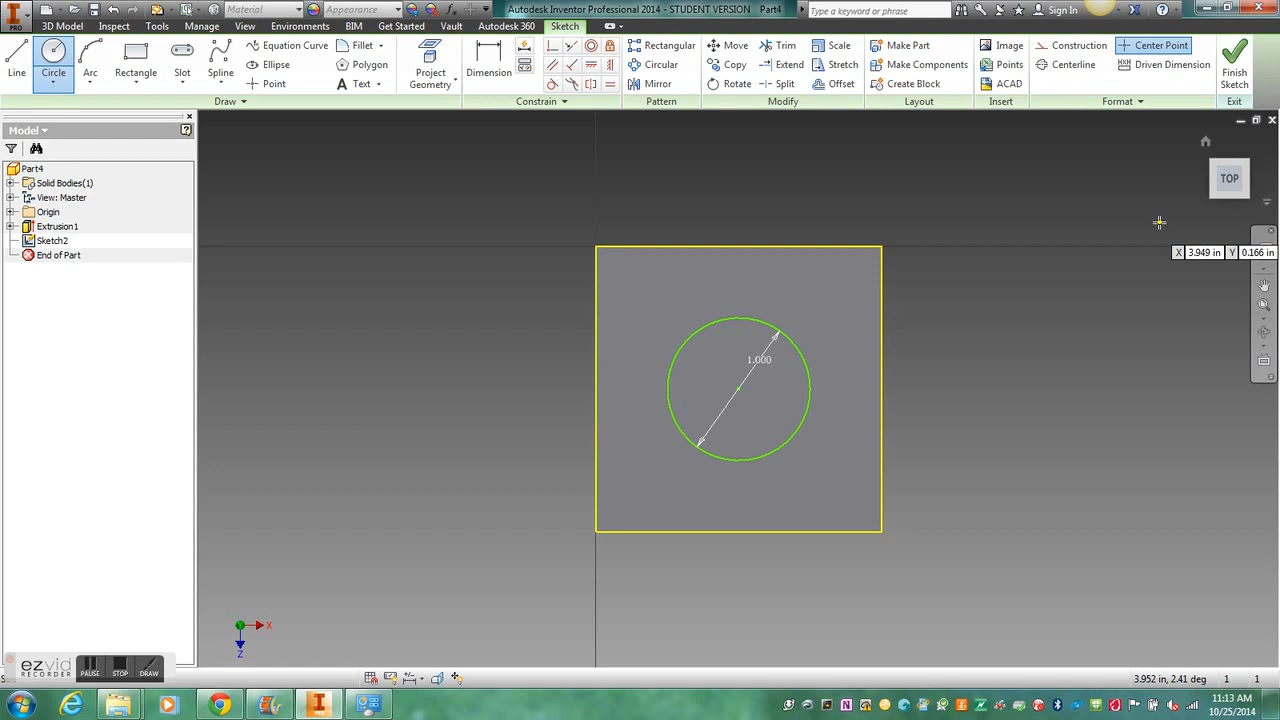 Material
Appearance
Autodesk Inventor Professional 2014 - STUDENT VERSION Part4
Type a keyword or phrase
Sign In
PRO
3D Model
Inspect
Tools
Manage
View
Environments
BIM
Get Started
Vault
Autodesk 360
Sketch
Line
Circle
Arc
Rectangle
Slot
Spline
Equation Curve
Ellipse
Point
Fillet
Polygon
Text
Project Geometry
Dimension
Rectangular
Circular
Mirror
Move
Copy
Rotate
Trim
Extend
Split
Scale
Stretch
Offset
Make Part
Make Components
Create Block
Image
Points
ACAD
Construction
Centerline
Center Point
Driven Dimension
Finish Sketch
Draw
Constrain
Pattern
Modify
Layout
Insert
Format
Exit
Model
Part4
Solid Bodies(1)
View: Master
Origin
Extrusion1
Sketch2
End of Part
TOP
X 3.949 in Y 0.166 in
1.000
X
Z
ezvid
RECORDER
PAUSE
STOP
DRAW
3.952 in, 2.41 deg
1
1
11:13 AM
10/25/2014